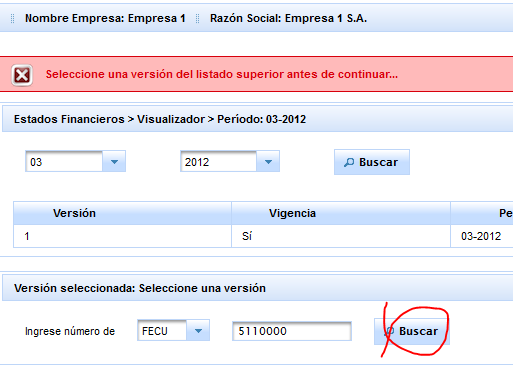 Nombre Empresa: Empresa 1 Razón Social: Empresa 1 S.A.
Seleccione una versión del listado superior antes de continuar...
Estados Financieros > Visualizador > Período: 03-2012
03 2012 Buscar
Versión Vigencia Pe
1 Sí 03-2012
Versión seleccionada: Seleccione una versión
Ingrese número de FECU 5110000 Buscar